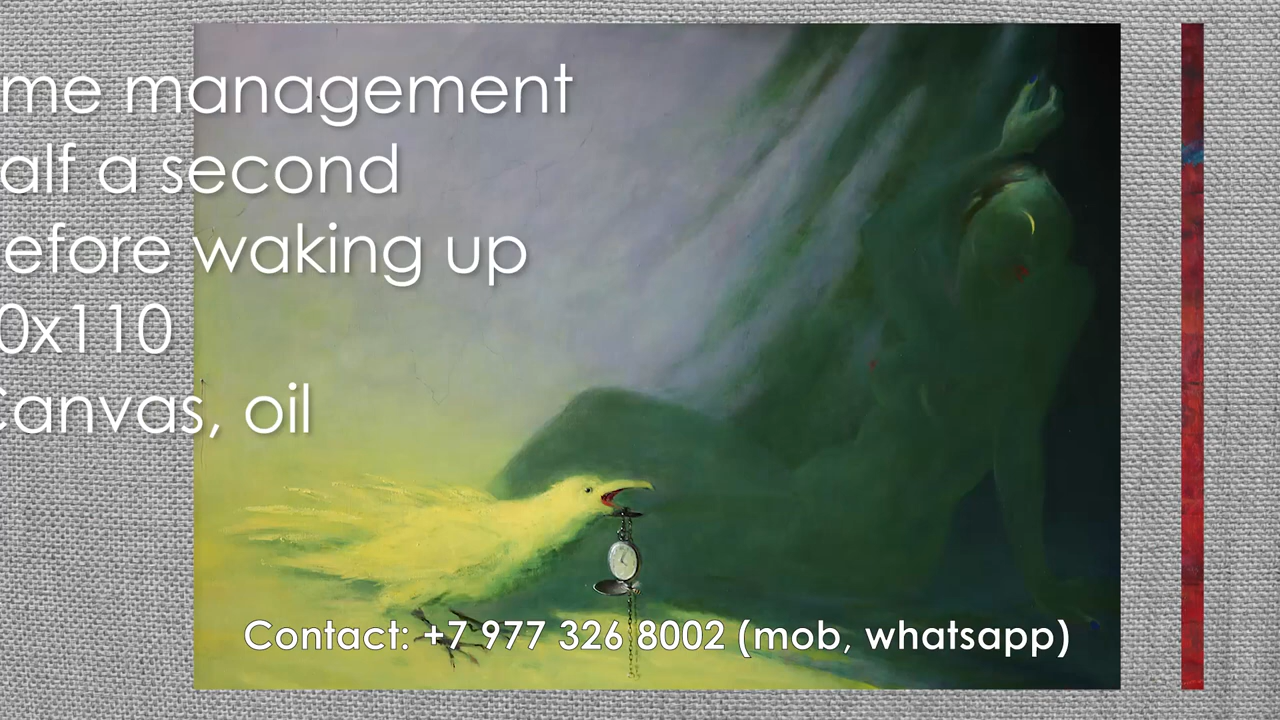 me management
alf a second
efore waking up
0x110
Canvas, oil
Contact: +7 977 326 8002 (mob, whatsapp)